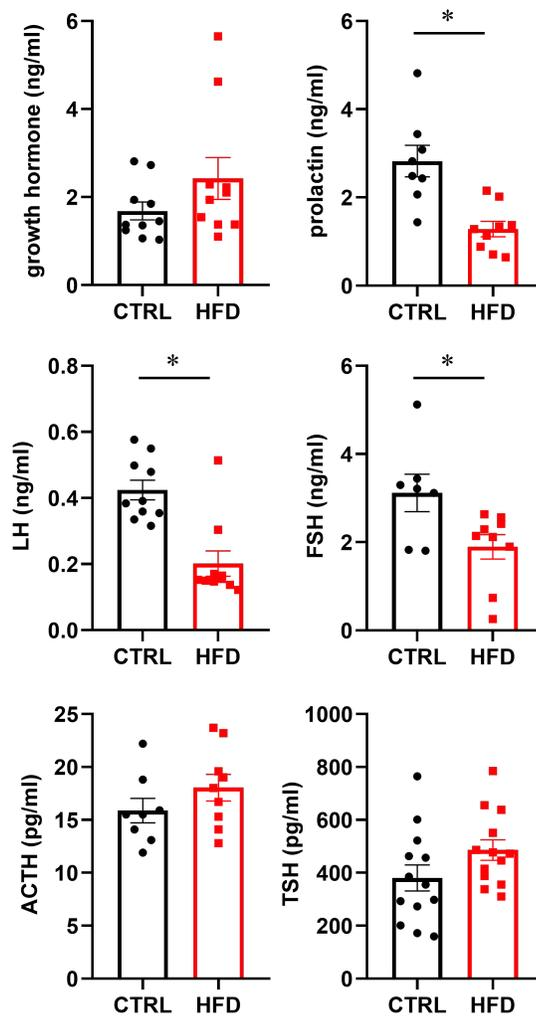 growth hormone (ng/ml)
6
4
2
0
CTRL HFD
prolactin (ng/ml)
6
4
2
0
*
CTRL HFD
LH (ng/ml)
0.8
0.6
0.4
0.2
0.0
*
CTRL HFD
FSH (ng/ml)
6
4
2
0
*
CTRL HFD
ACTH (pg/ml)
25
20
15
10
5
0
CTRL HFD
TSH (pg/ml)
1000
800
600
400
200
0
CTRL HFD